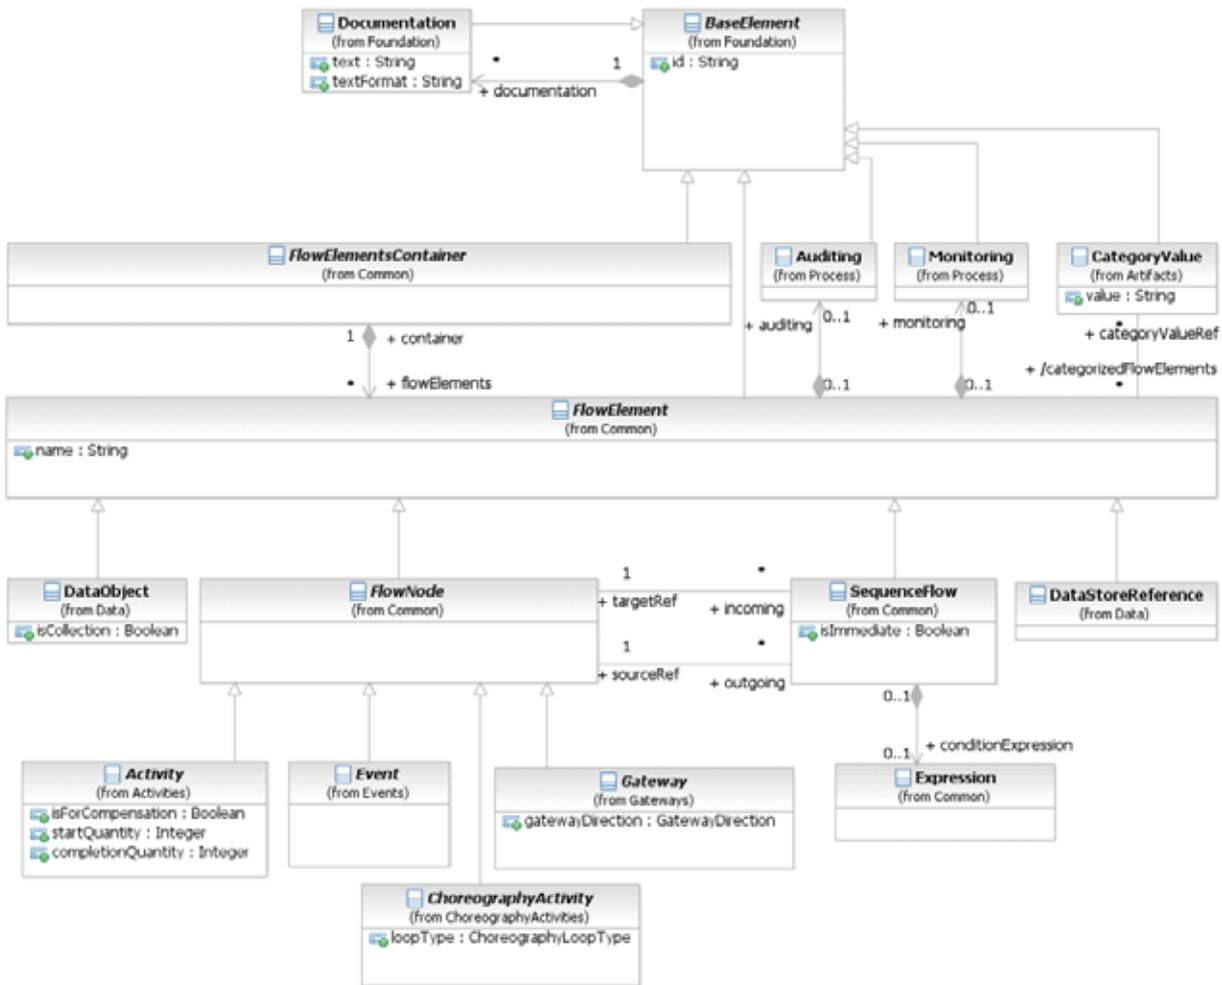 Documentation
(from Foundation)
text : String
textFormat : String
*
1
+ documentation
BaseElement
(from Foundation)
id : String
FlowElementsContainer
(from Common)
Auditing
(from Process)
Monitoring
(from Process)
CategoryValue
(from Artifacts)
value : String
1
+ container
*
+ flowElements
+ auditing
0..1
0..1
+ monitoring
0..1
0..1
*
+ categoryValueRef
+ /categorizedFlowElements
*
FlowElement
(from Common)
name : String
DataObject
(from Data)
isCollection : Boolean
FlowNode
(from Common)
1
*
+ targetRef
+ incoming
1
*
+ sourceRef
+ outgoing
SequenceFlow
(from Common)
isImmediate : Boolean
DataStoreReference
(from Data)
0..1
0..1
+ conditionExpression
Activity
(from Activities)
isForCompensation : Boolean
startQuantity : Integer
completionQuantity : Integer
Event
(from Events)
Gateway
(from Gateways)
gatewayDirection : GatewayDirection
Expression
(from Common)
ChoreographyActivity
(from ChoreographyActivities)
loopType : ChoreographyLoopType